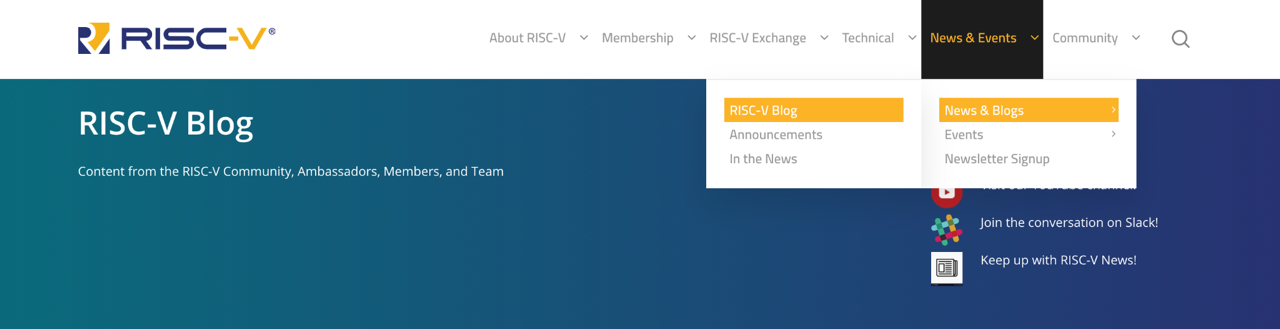 RISC-V®
About RISC-V Membership RISC-V Exchange Technical News & Events Community
RISC-V Blog
Content from the RISC-V Community, Ambassadors, Members, and Team
RISC-V Blog
Announcements
In the News
News & Blogs
Events
Newsletter Signup
Join the conversation on Slack!
Keep up with RISC-V News!